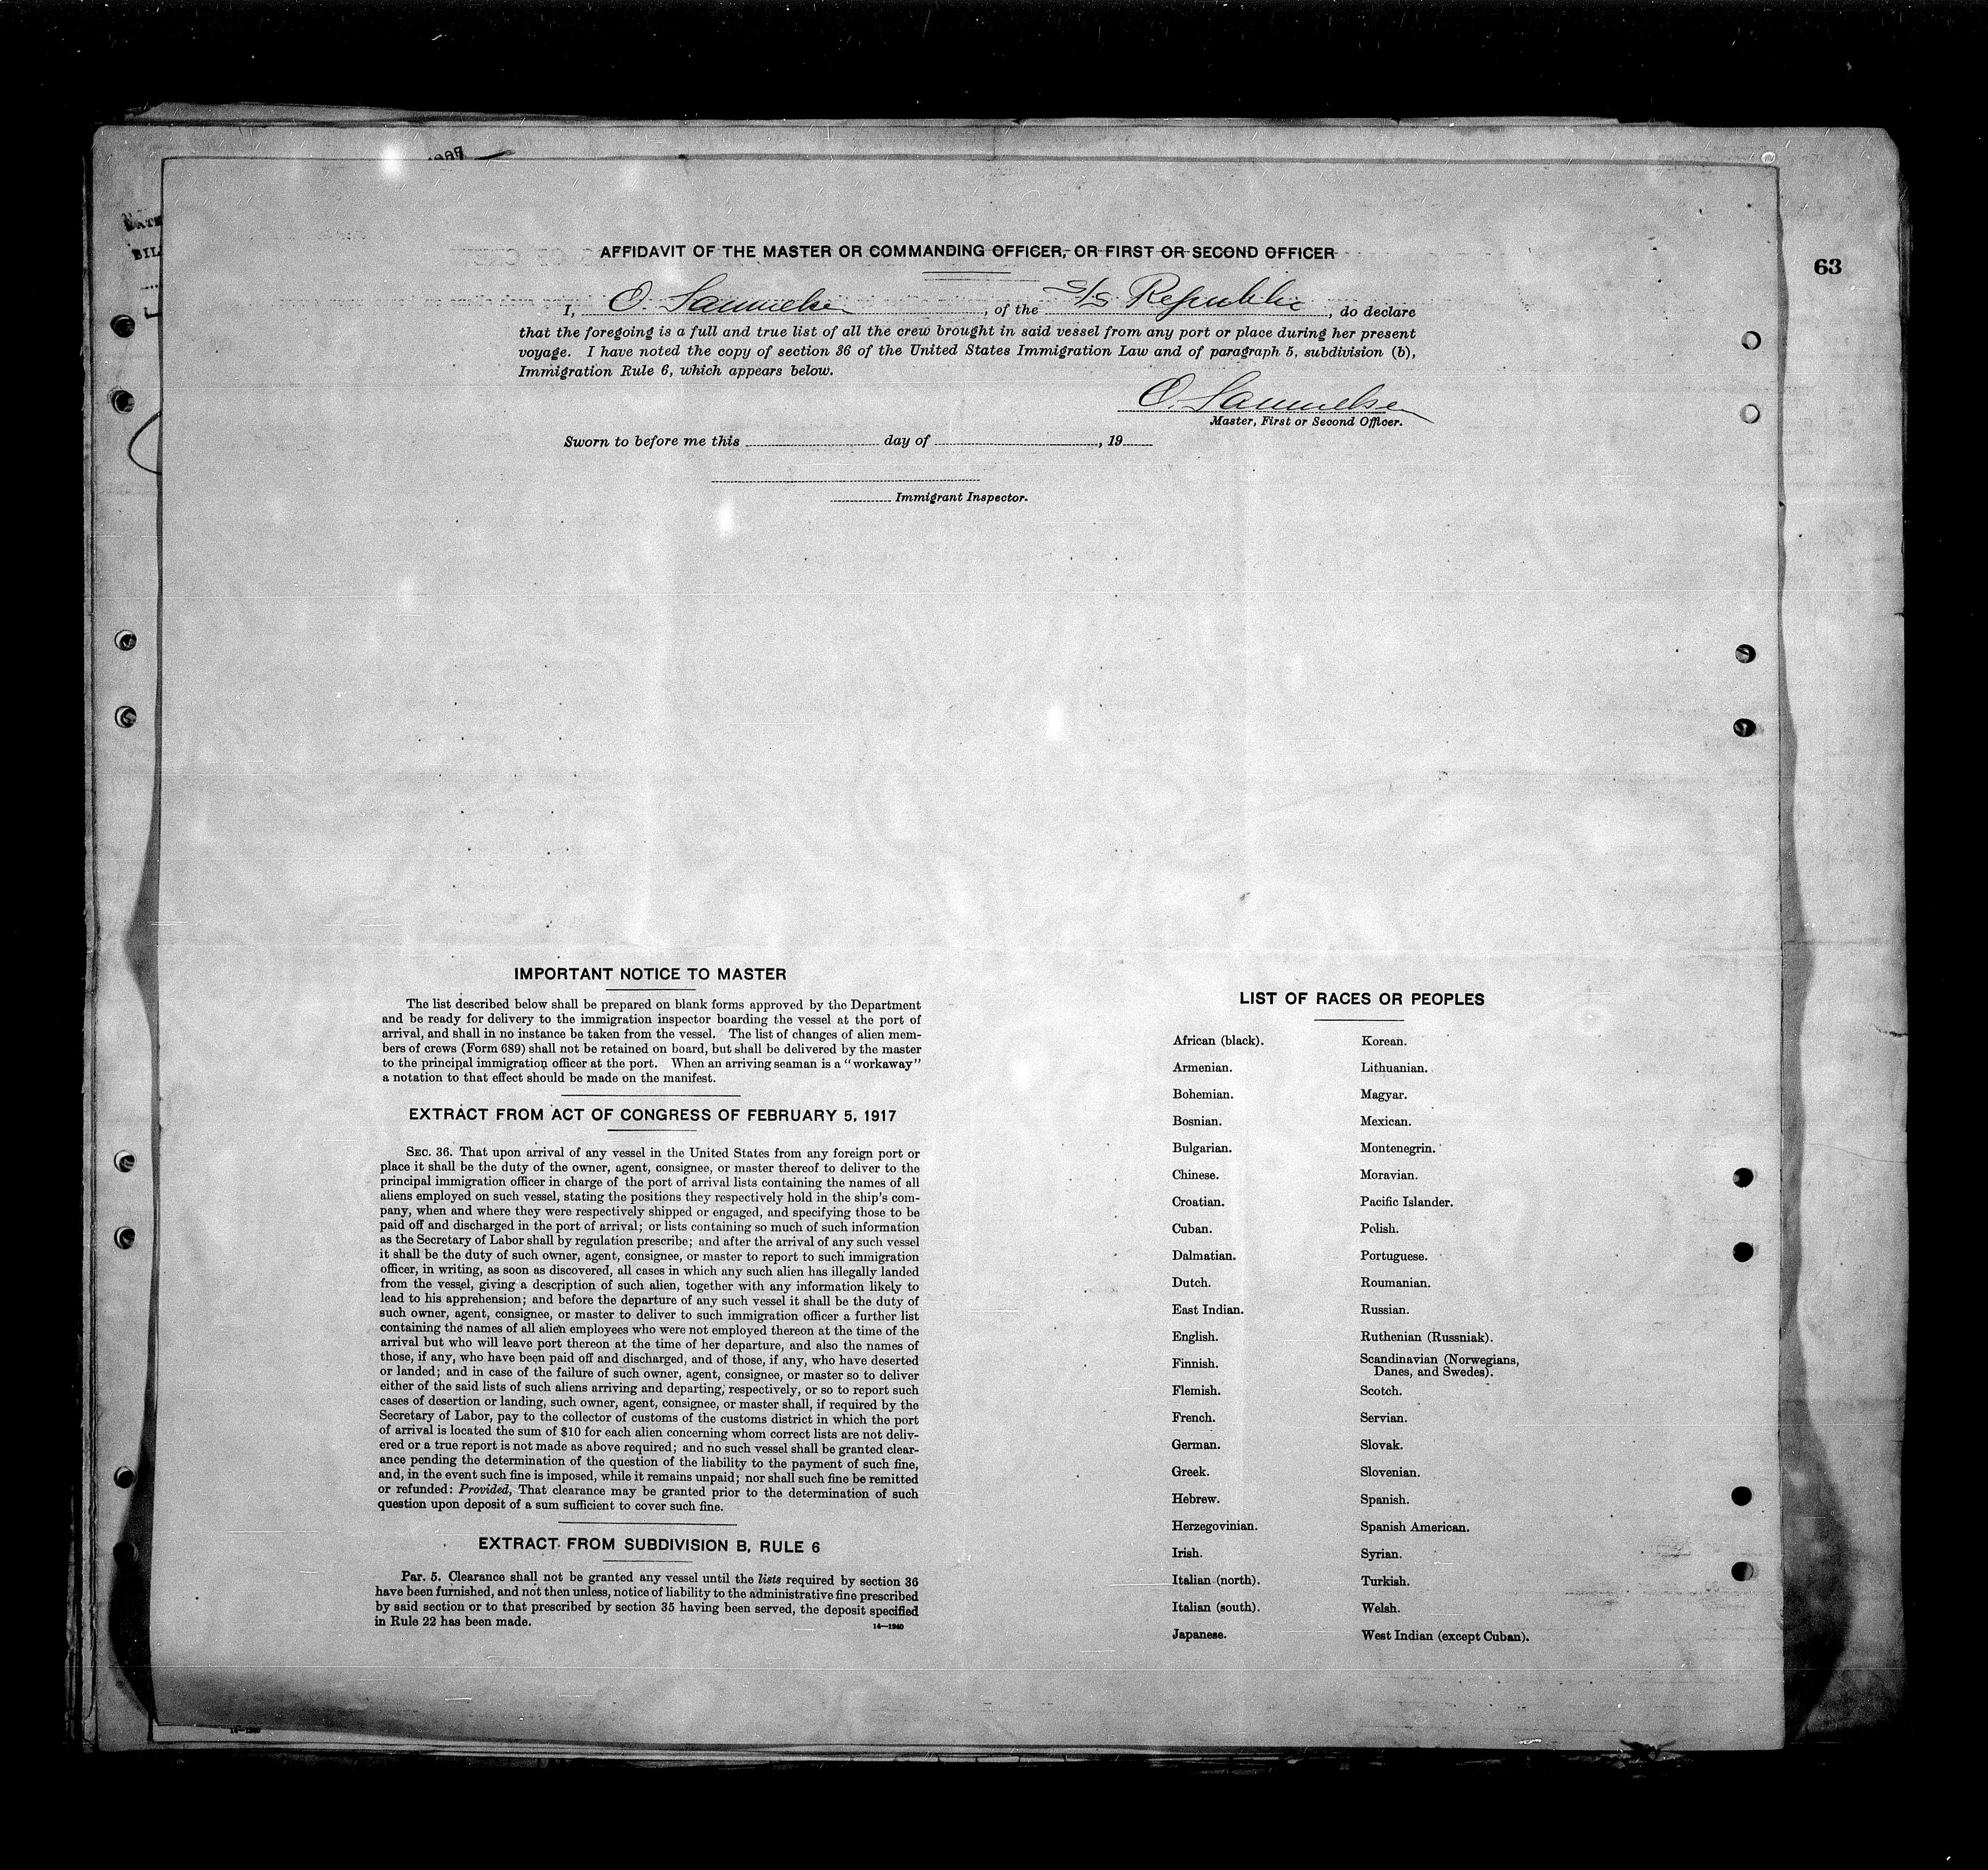 AFFIDAVIT OF THE MASTER OR COMMANDING OFFICER, OR FIRST OR SECOND OFFICER
63
I, O. Samuelsen, of the S/S Republic, do declare
that the foregoing is a full and true list of all the crew brought in said vessel from any port or place during her present
voyage. I have noted the copy of section 36 of the United States Immigration Law and of paragraph 5, subdivision (b),
Immigration Rule 6, which appears below.
O. Samuelsen
Master, First or Second Officer.
Sworn to before me this day of , 19
Immigrant Inspector.
IMPORTANT NOTICE TO MASTER
The list described below shall be prepared on blank forms approved by the Department
and be ready for delivery to the immigration inspector boarding the vessel at the port of
arrival, and shall in no instance be taken from the vessel. The list of changes of alien mem-
bers of crews (Form 689) shall not be retained on board, but shall be delivered by the master
to the principal immigration officer at the port. When an arriving seaman is a "workaway"
a notation to that effect should be made on the manifest.
EXTRACT FROM ACT OF CONGRESS OF FEBRUARY 5, 1917
SEC. 36. That upon arrival of any vessel in the United States from any foreign port or
place it shall be the duty of the owner, agent, consignee, or master thereof to deliver to the
principal immigration officer in charge of the port of arrival lists containing the names of all
aliens employed on such vessel, stating the positions they respectively hold in the ship's com-
pany, when and where they were respectively shipped or engaged, and specifying those to be
paid off and discharged in the port of arrival; or lists containing so much of such information
as the Secretary of Labor shall by regulation prescribe; and after the arrival of any such vessel
it shall be the duty of such owner, agent, consignee, or master to report to such immigration
officer, in writing, as soon as discovered, all cases in which any such alien has illegally landed
from the vessel, giving a description of such alien, together with any information likely to
lead to his apprehension; and before the departure of any such vessel it shall be the duty of
such owner, agent, consignee, or master to deliver to such immigration officer a further list
containing the names of all alien employees who were not employed thereon at the time of the
arrival but who will leave port thereon at the time of her departure, and also the names of
those, if any, who have been paid off and discharged, and of those, if any, who have deserted
or landed; and in case of the failure of such owner, agent, consignee, or master so to deliver
either of the said lists of such aliens arriving and departing, respectively, or so to report such
cases of desertion or landing, such owner, agent, consignee, or master shall, if required by the
Secretary of Labor, pay to the collector of customs of the customs district in which the port
of arrival is located the sum of $10 for each alien concerning whom correct lists are not deliv-
ered or a true report is not made as above required; and no such vessel shall be granted clear-
ance pending the determination of the question of the liability to the payment of such fine,
and, in the event such fine is imposed, while it remains unpaid; nor shall such fine be remitted
or refunded: Provided, That clearance may be granted prior to the determination of such
question upon deposit of a sum sufficient to cover such fine.
EXTRACT FROM SUBDIVISION B, RULE 6
Par. 5. Clearance shall not be granted any vessel until the lists required by section 36
have been furnished, and not then unless, notice of liability to the administrative fine prescribed
by said section or to that prescribed by section 35 having been served, the deposit specified
in Rule 22 has been made.
14—1240
LIST OF RACES OR PEOPLES
African (black). Korean.
Armenian. Lithuanian.
Bohemian. Magyar.
Bosnian. Mexican.
Bulgarian. Montenegrin.
Chinese. Moravian.
Croatian. Pacific Islander.
Cuban. Polish.
Dalmatian. Portuguese.
Dutch. Roumanian.
East Indian. Russian.
English. Ruthenian (Russniak).
Finnish. Scandinavian (Norwegians,
Danes, and Swedes).
Flemish. Scotch.
French. Servian.
German. Slovak.
Greek. Slovenian.
Hebrew. Spanish.
Herzegovinian. Spanish American.
Irish. Syrian.
Italian (north). Turkish.
Italian (south). Welsh.
Japanese. West Indian (except Cuban).